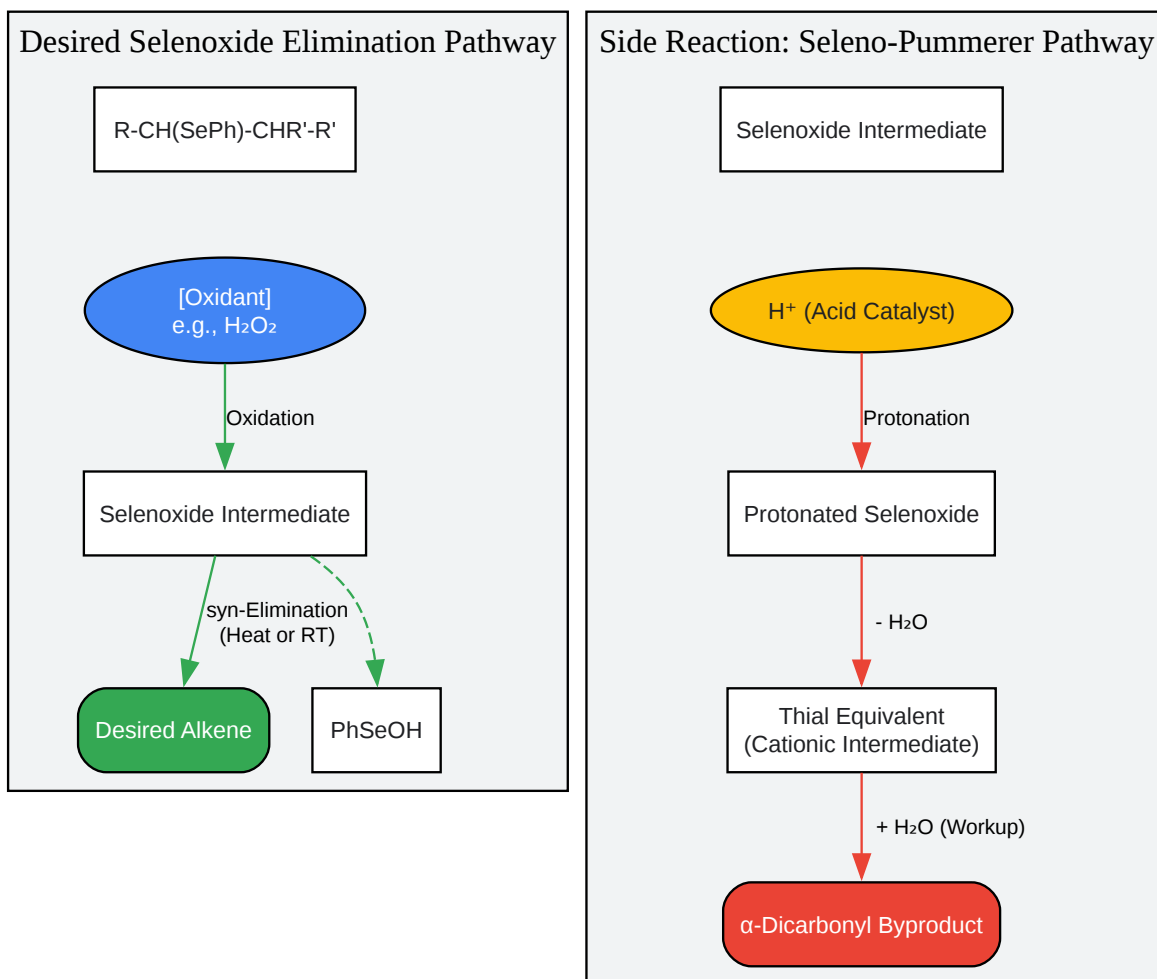 Desired Selenoxide Elimination Pathway
R-CH(SePh)-CHR'-R'
[Oxidant]
e.g., H₂O₂
Oxidation
Selenoxide Intermediate
syn-Elimination
(Heat or RT)
Desired Alkene
PhSeOH
Side Reaction: Seleno-Pummerer Pathway
Selenoxide Intermediate
H⁺ (Acid Catalyst)
Protonation
Protonated Selenoxide
- H₂O
Thial Equivalent
(Cationic Intermediate)
+ H₂O (Workup)
α-Dicarbonyl Byproduct